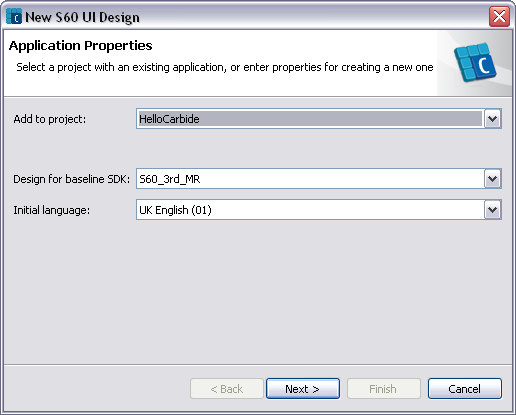 New S60 UI Design
Application Properties
Select a project with an existing application, or enter properties for creating a new one
C
Add to project: HelloCarbide
Design for baseline SDK: S60_3rd_MR
Initial language: UK English (01)
< Back Next > Finish Cancel